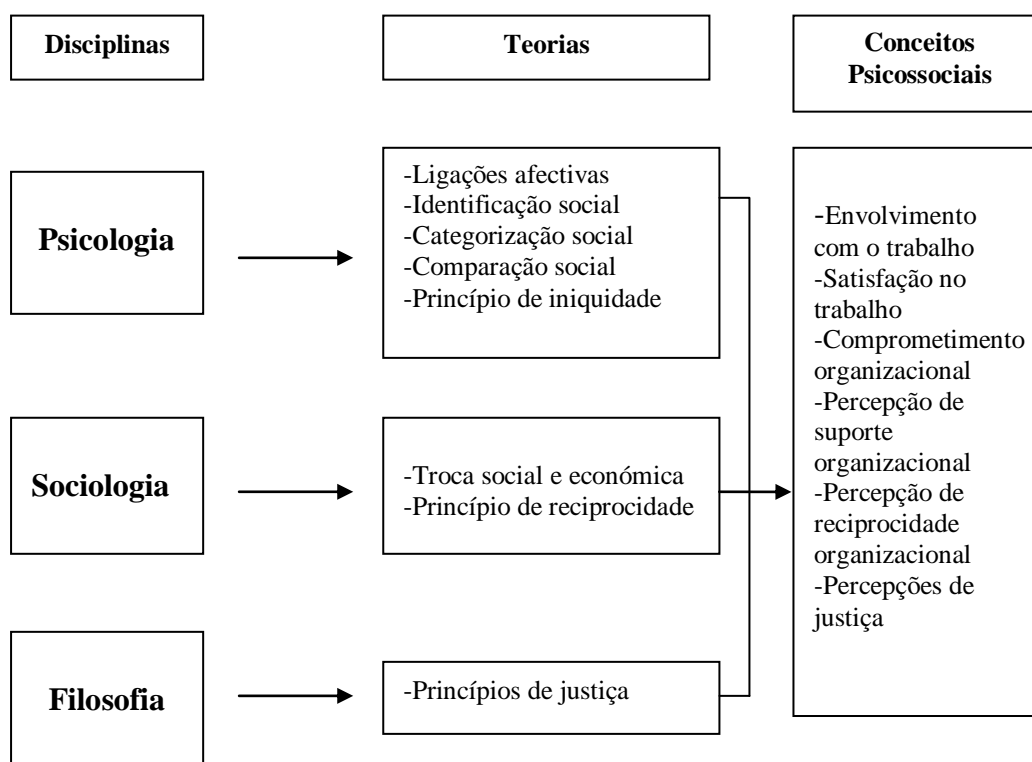 Disciplinas
Teorias
Conceitos
Psicossociais
Psicologia
-Ligações afectivas
-Identificação social
-Categorização social
-Comparação social
-Princípio de iniquidade
Sociologia
-Troca social e económica
-Princípio de reciprocidade
Filosofia
-Princípios de justiça
-Envolvimento
com o trabalho
-Satisfação no
trabalho
-Comprometimento
organizacional
-Percepção de
suporte
organizacional
-Percepção de
reciprocidade
organizacional
-Percepções de
justiça